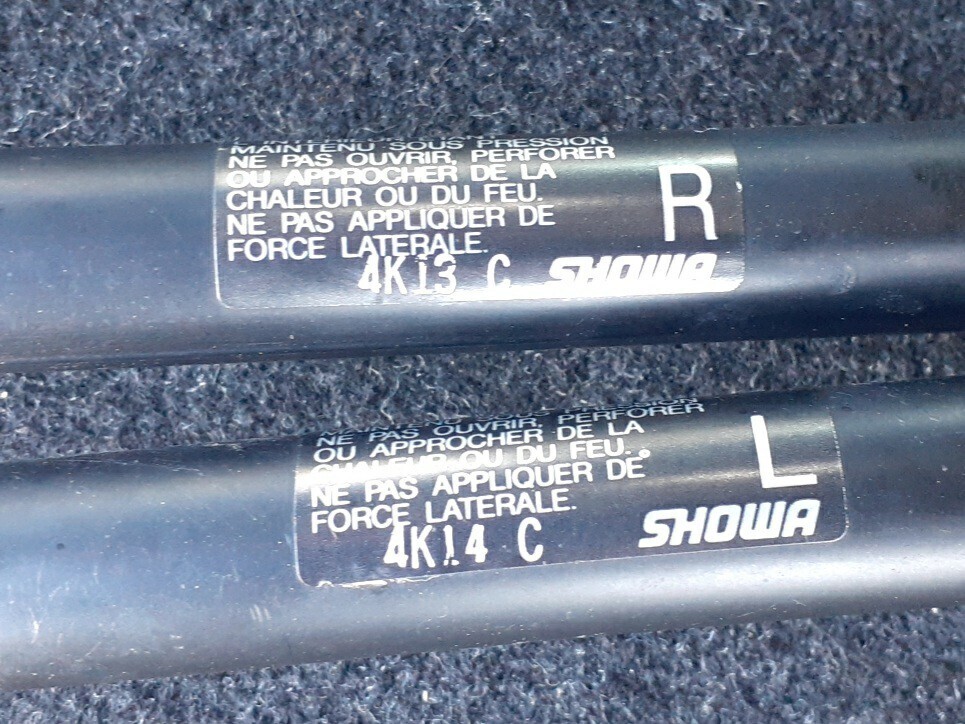 MAINTENU SOUS PRESSION
NE PAS OUVRIR, PERFORER
OU APPROCHER DE LA
CHALEUR OU DU FEU.
NE PAS APPLIQUER DE
FORCE LATERALE.
R
4K13 C SHOWA
SOUS PRESSION
NE PAS OUVRIR, PERFORER
OU APPROCHER DE LA
CHALEUR OU DU FEU.
NE PAS APPLIQUER DE
FORCE LATERALE.
L
4K14 C SHOWA